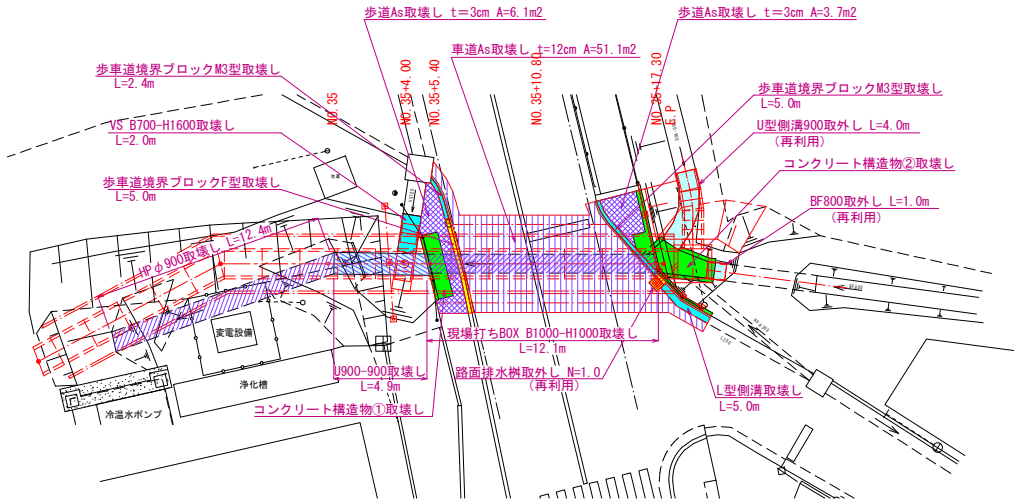 歩道As取壊し t=3cm A=6.1m2
歩道As取壊し t=3cm A=3.7m2
車道As取壊し t=12cm A=51.1m2
歩車道境界ブロックM3型取壊し
L=2.4m
NO.35
NO.35+4.00
NO.35+5.40
NO.35+10.80
NO.35+17.30
E.P
歩車道境界ブロックM3型取壊し
L=5.0m
VS B700-H1600取壊し
L=2.0m
U型側溝900取外し L=4.0m
(再利用)
コンクリート構造物②取壊し
歩車道境界ブロックF型取壊し
L=5.0m
BF800取外し L=1.0m
(再利用)
HPφ900取壊し L=12.4m
変電設備
現場打ちBOX B1000-H1000取壊し
L=12.1m
U900-900取壊し
L=4.9m
路面排水桝取外し N=1.0
(再利用)
浄化槽
L型側溝取壊し
L=5.0m
冷温水ポンプ
コンクリート構造物①取壊し